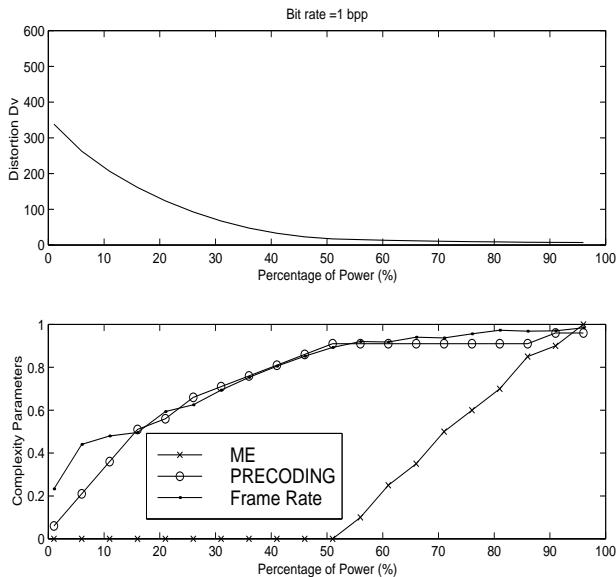 Bit rate =1 bpp
600
500
400
300
200
100
0
Distortion Dv
0 10 20 30 40 50 60 70 80 90 100
Percentage of Power (%)
1
0.8
0.6
0.4
0.2
0
Complexity Parameters
ME
PRECODING
Frame Rate
0 10 20 30 40 50 60 70 80 90 100
Percentage of Power (%)